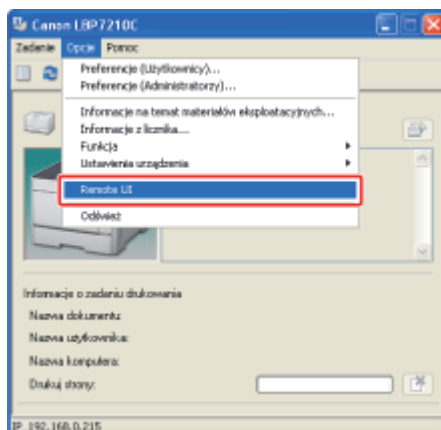 Canon LBP7210C
Zadanie Opcje Pomoc
Preferencje (Użytkownicy)...
Preferencje (Administratorzy)...
Informacje na temat materiałów eksploatacyjnych...
Informacje z licznika...
Funkcja
Ustawienia urządzenia
Remote UI
Odśwież
Informacje o zadaniu drukowania
Nazwa dokumentu:
Nazwa użytkownika:
Nazwa komputera:
Drukuj strony:
IP 192.168.0.215